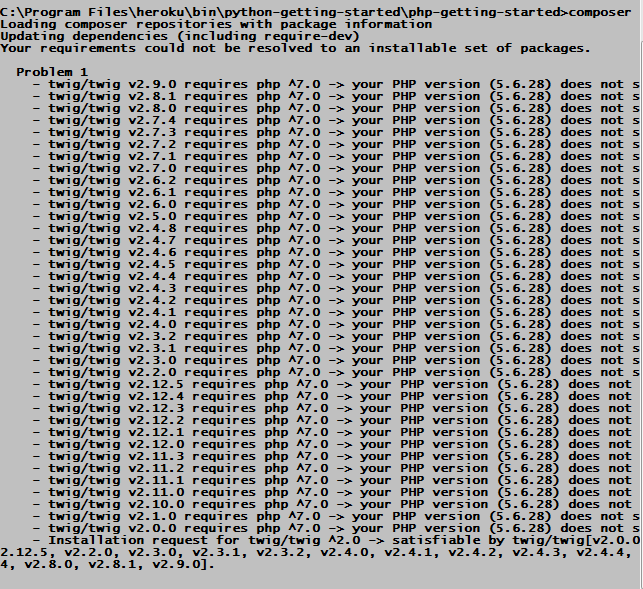 C:\Program Files\heroku\bin\python-getting-started\php-getting-started>composer
Loading composer repositories with package information
Updating dependencies (including require-dev)
Your requirements could not be resolved to an installable set of packages.
Problem 1
- twig/twig v2.9.0 requires php ^7.0 -> your PHP version (5.6.28) does not s
- twig/twig v2.8.1 requires php ^7.0 -> your PHP version (5.6.28) does not s
- twig/twig v2.8.0 requires php ^7.0 -> your PHP version (5.6.28) does not s
- twig/twig v2.7.4 requires php ^7.0 -> your PHP version (5.6.28) does not s
- twig/twig v2.7.3 requires php ^7.0 -> your PHP version (5.6.28) does not s
- twig/twig v2.7.2 requires php ^7.0 -> your PHP version (5.6.28) does not s
- twig/twig v2.7.1 requires php ^7.0 -> your PHP version (5.6.28) does not s
- twig/twig v2.7.0 requires php ^7.0 -> your PHP version (5.6.28) does not s
- twig/twig v2.6.2 requires php ^7.0 -> your PHP version (5.6.28) does not s
- twig/twig v2.6.1 requires php ^7.0 -> your PHP version (5.6.28) does not s
- twig/twig v2.6.0 requires php ^7.0 -> your PHP version (5.6.28) does not s
- twig/twig v2.5.0 requires php ^7.0 -> your PHP version (5.6.28) does not s
- twig/twig v2.4.8 requires php ^7.0 -> your PHP version (5.6.28) does not s
- twig/twig v2.4.7 requires php ^7.0 -> your PHP version (5.6.28) does not s
- twig/twig v2.4.6 requires php ^7.0 -> your PHP version (5.6.28) does not s
- twig/twig v2.4.5 requires php ^7.0 -> your PHP version (5.6.28) does not s
- twig/twig v2.4.4 requires php ^7.0 -> your PHP version (5.6.28) does not s
- twig/twig v2.4.3 requires php ^7.0 -> your PHP version (5.6.28) does not s
- twig/twig v2.4.2 requires php ^7.0 -> your PHP version (5.6.28) does not s
- twig/twig v2.4.1 requires php ^7.0 -> your PHP version (5.6.28) does not s
- twig/twig v2.4.0 requires php ^7.0 -> your PHP version (5.6.28) does not s
- twig/twig v2.3.2 requires php ^7.0 -> your PHP version (5.6.28) does not s
- twig/twig v2.3.1 requires php ^7.0 -> your PHP version (5.6.28) does not s
- twig/twig v2.3.0 requires php ^7.0 -> your PHP version (5.6.28) does not s
- twig/twig v2.2.0 requires php ^7.0 -> your PHP version (5.6.28) does not s
- twig/twig v2.12.5 requires php ^7.0 -> your PHP version (5.6.28) does not
- twig/twig v2.12.4 requires php ^7.0 -> your PHP version (5.6.28) does not
- twig/twig v2.12.3 requires php ^7.0 -> your PHP version (5.6.28) does not
- twig/twig v2.12.2 requires php ^7.0 -> your PHP version (5.6.28) does not
- twig/twig v2.12.1 requires php ^7.0 -> your PHP version (5.6.28) does not
- twig/twig v2.12.0 requires php ^7.0 -> your PHP version (5.6.28) does not
- twig/twig v2.11.3 requires php ^7.0 -> your PHP version (5.6.28) does not
- twig/twig v2.11.2 requires php ^7.0 -> your PHP version (5.6.28) does not
- twig/twig v2.11.1 requires php ^7.0 -> your PHP version (5.6.28) does not
- twig/twig v2.11.0 requires php ^7.0 -> your PHP version (5.6.28) does not
- twig/twig v2.10.0 requires php ^7.0 -> your PHP version (5.6.28) does not
- twig/twig v2.1.0 requires php ^7.0 -> your PHP version (5.6.28) does not s
- twig/twig v2.0.0 requires php ^7.0 -> your PHP version (5.6.28) does not s
- Installation request for twig/twig ^2.0 -> satisfiable by twig/twig[v2.0.0
2.12.5, v2.2.0, v2.3.0, v2.3.1, v2.3.2, v2.4.0, v2.4.1, v2.4.2, v2.4.3, v2.4.4,
4, v2.8.0, v2.8.1, v2.9.0].